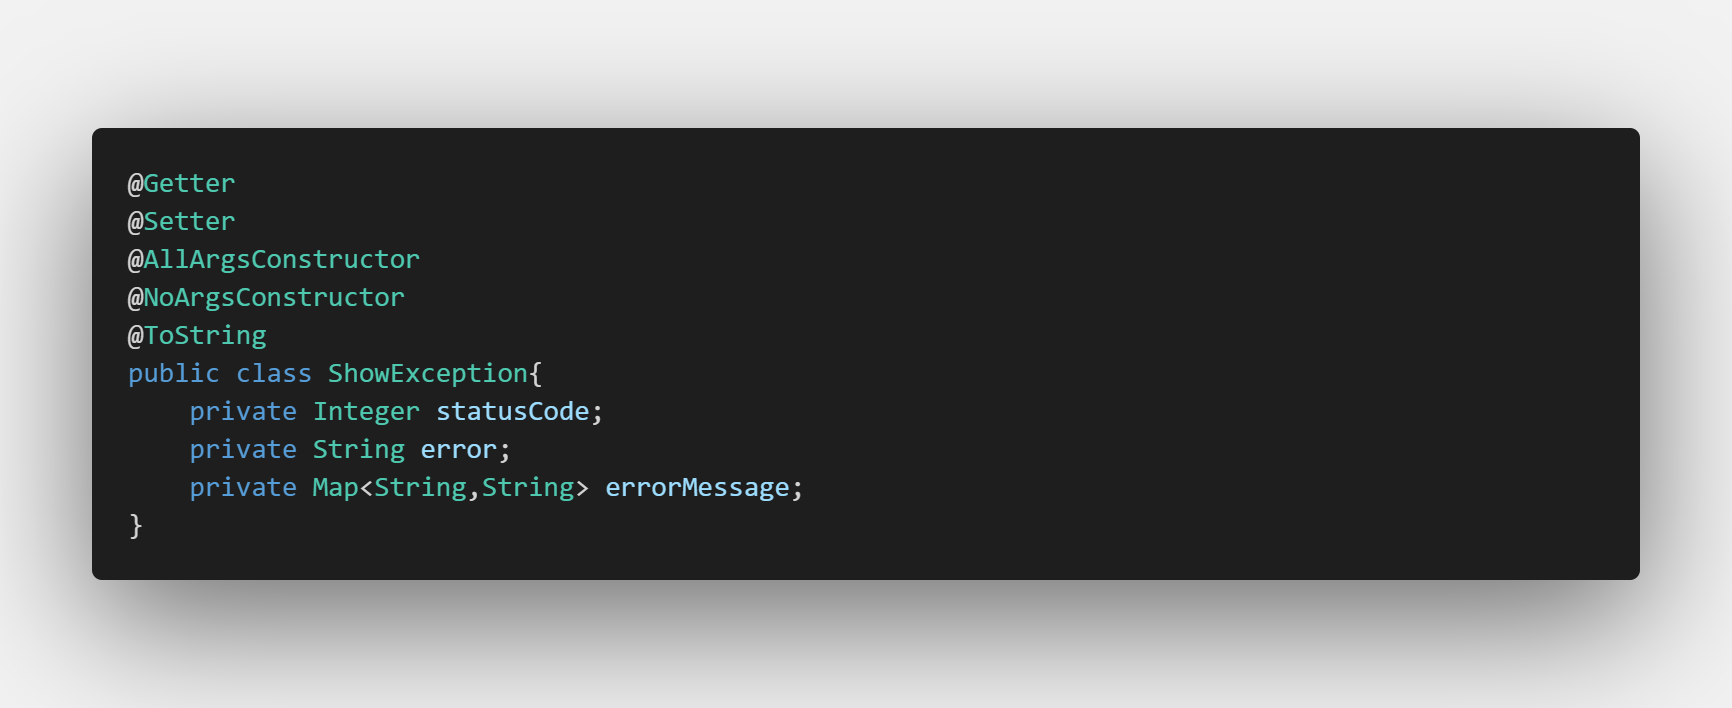 @Getter
@Setter
@AllArgsConstructor
@NoArgsConstructor
@ToString
public class ShowException{
    private Integer statusCode;
    private String error;
    private Map<String,String> errorMessage;
}